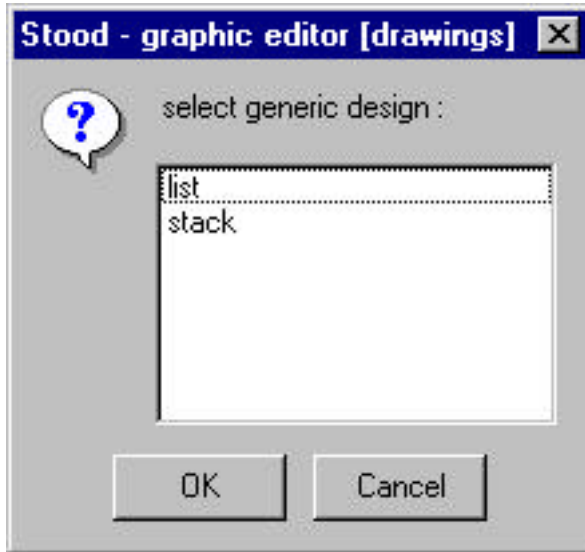 Stood - graphic editor [drawings]
?
select generic design :
list
stack
OK
Cancel